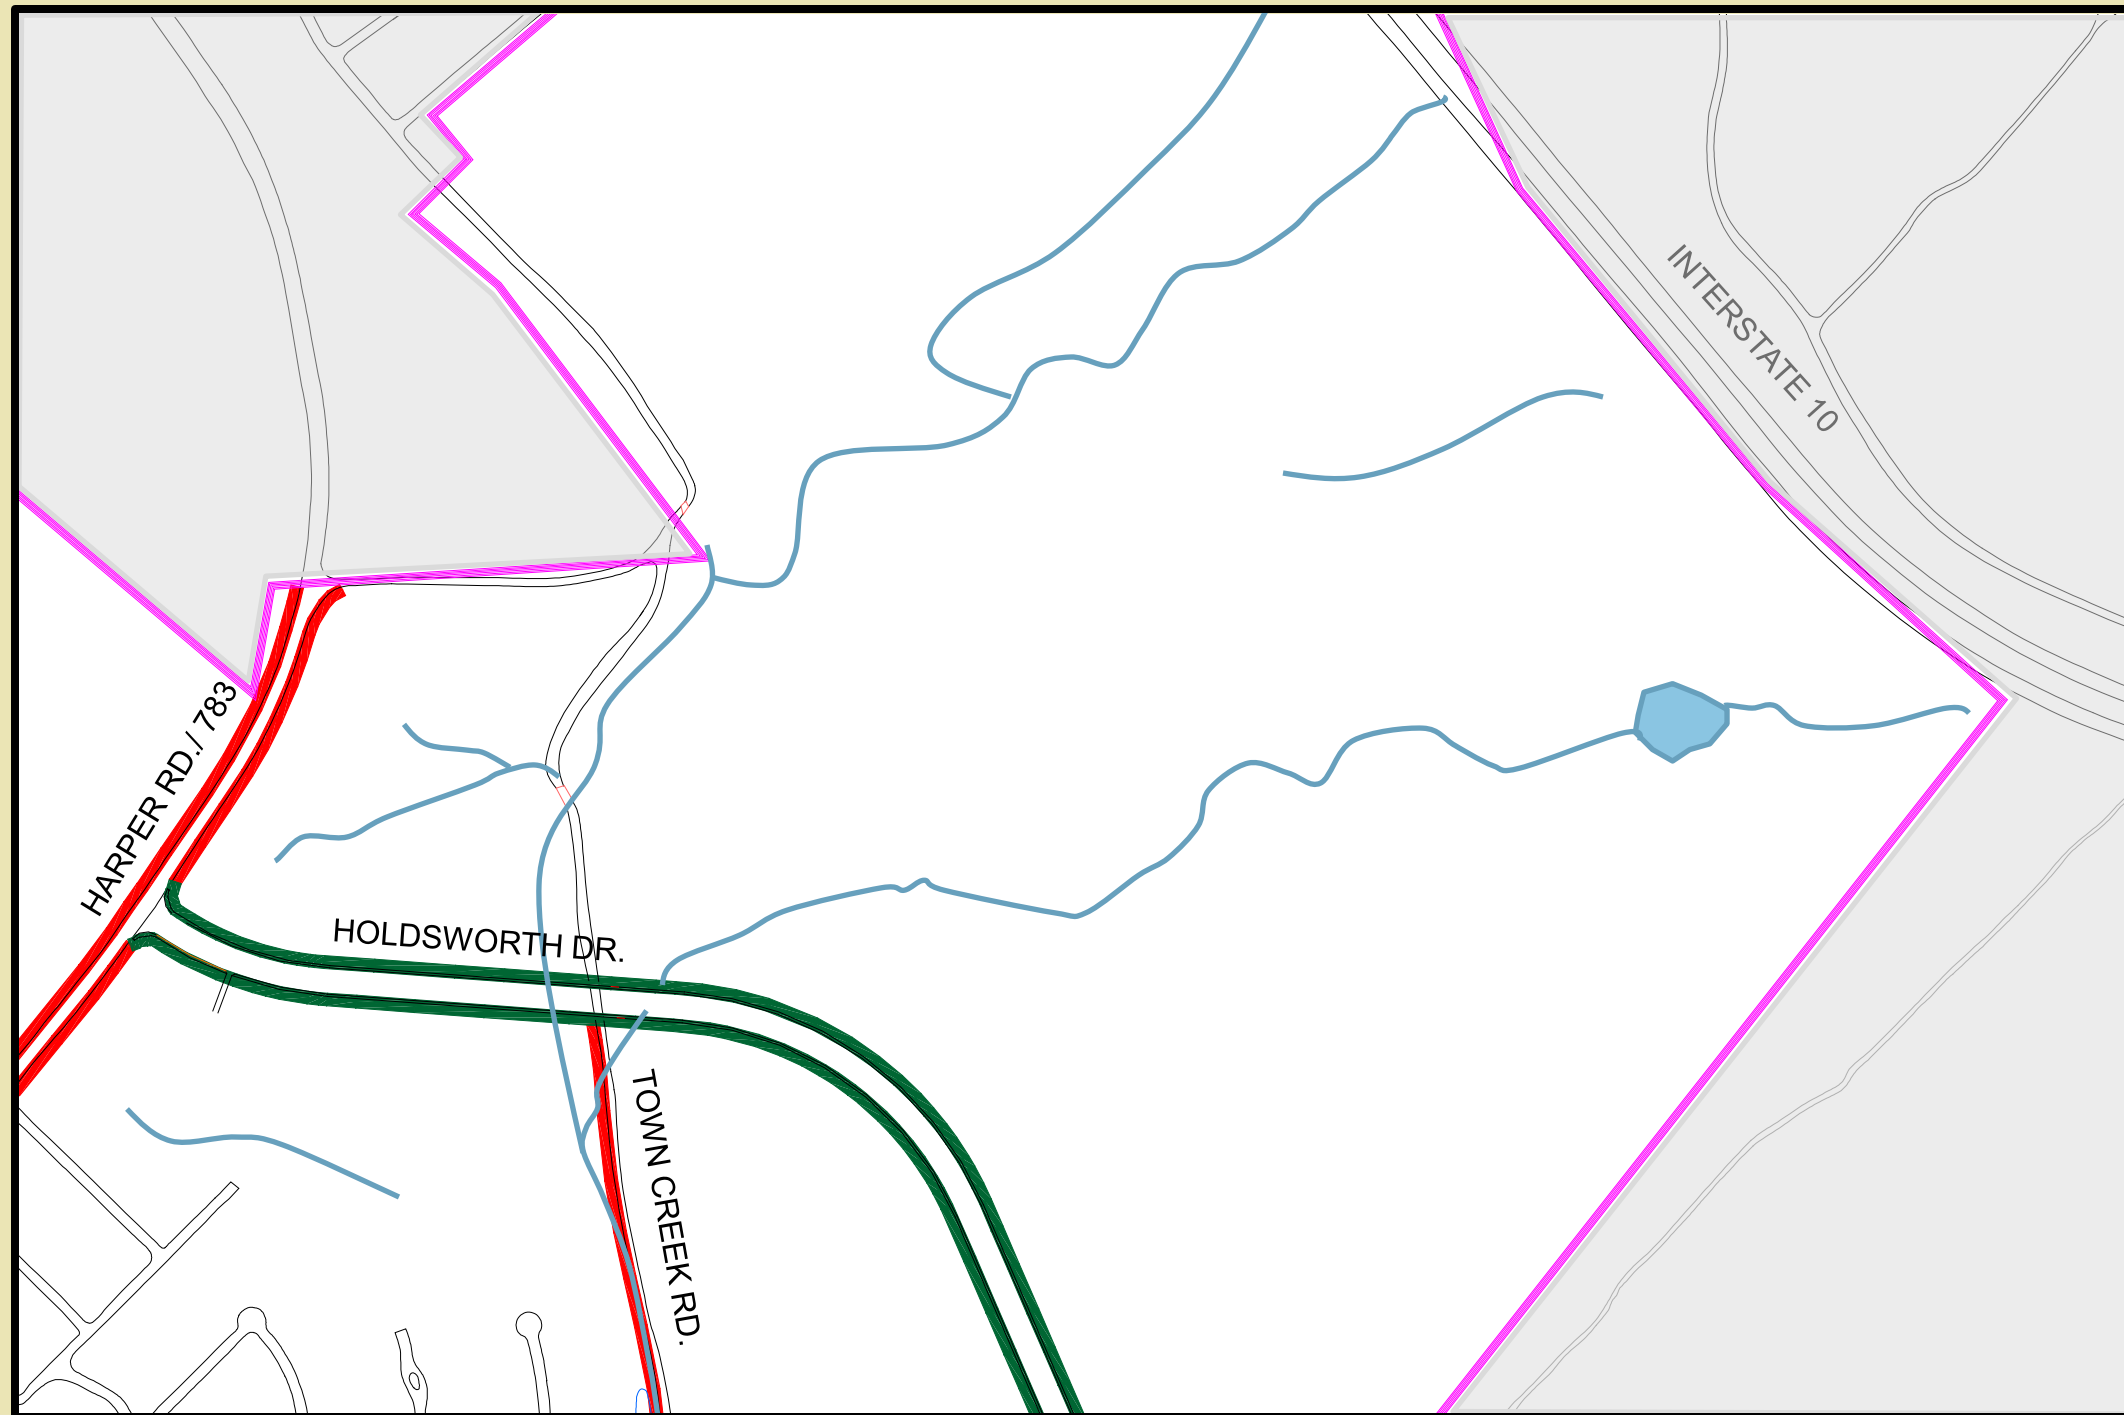 INTERSTATE 10
HARPER RD./ 783
HOLDSWORTH DR.
TOWN CREEK RD.